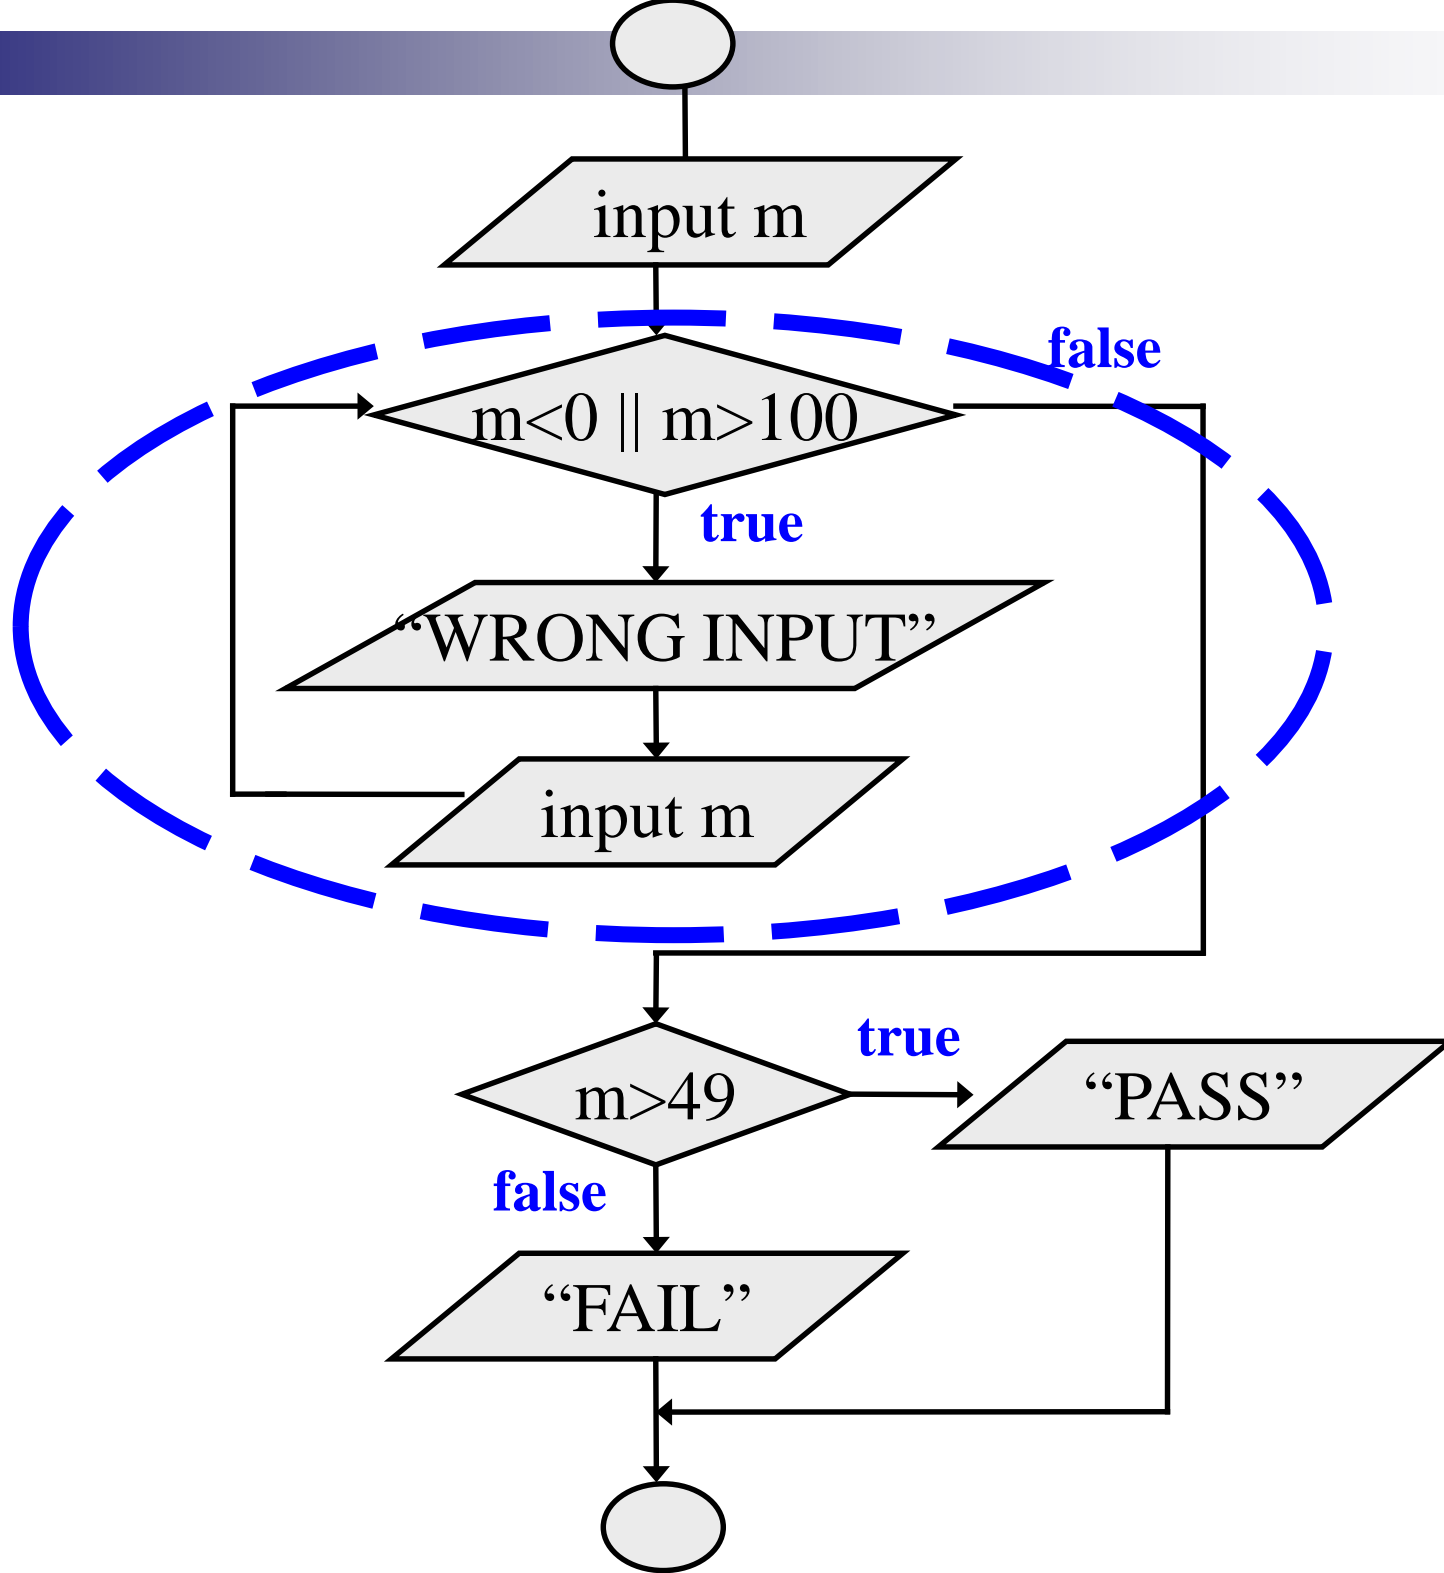 input m
false
m<0 || m>100
true
“WRONG INPUT”
input m
true
m>49
“PASS”
false
“FAIL”